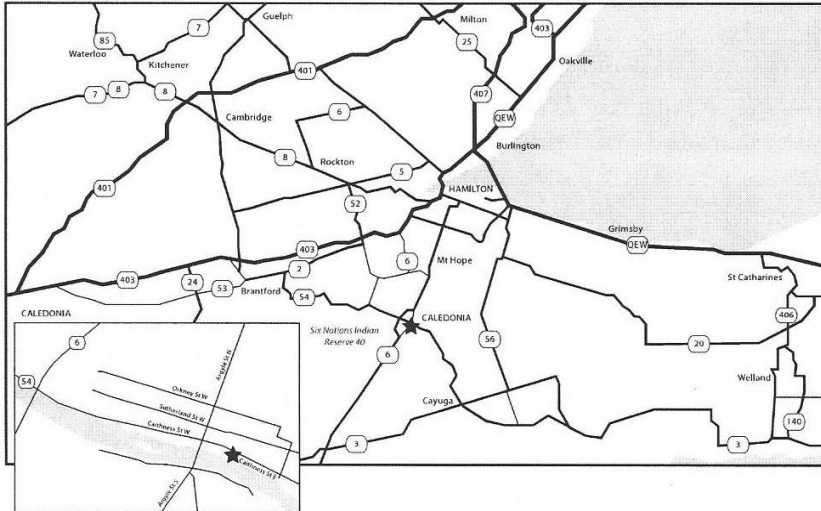 Guelph
Milton
403
7
85
25
Oakville
Waterloo
Kitchener
401
8
7
8
407
6
Cambridge
QEW
Burlington
8
Rockton
5
401
HAMILTON
52
Grimsby
403
QEW
6
Mt Hope
2
403
24
53
Brantford
54
St Catharines
CALEDONIA
Six Nations Indian
Reserve 40
CALEDONIA
406
6
56
20
6
Argyle St N
54
Orkney St W
Sutherland St W
Caithness St W
Caithness St E
Argyle St S
Welland
Cayuga
140
3
3